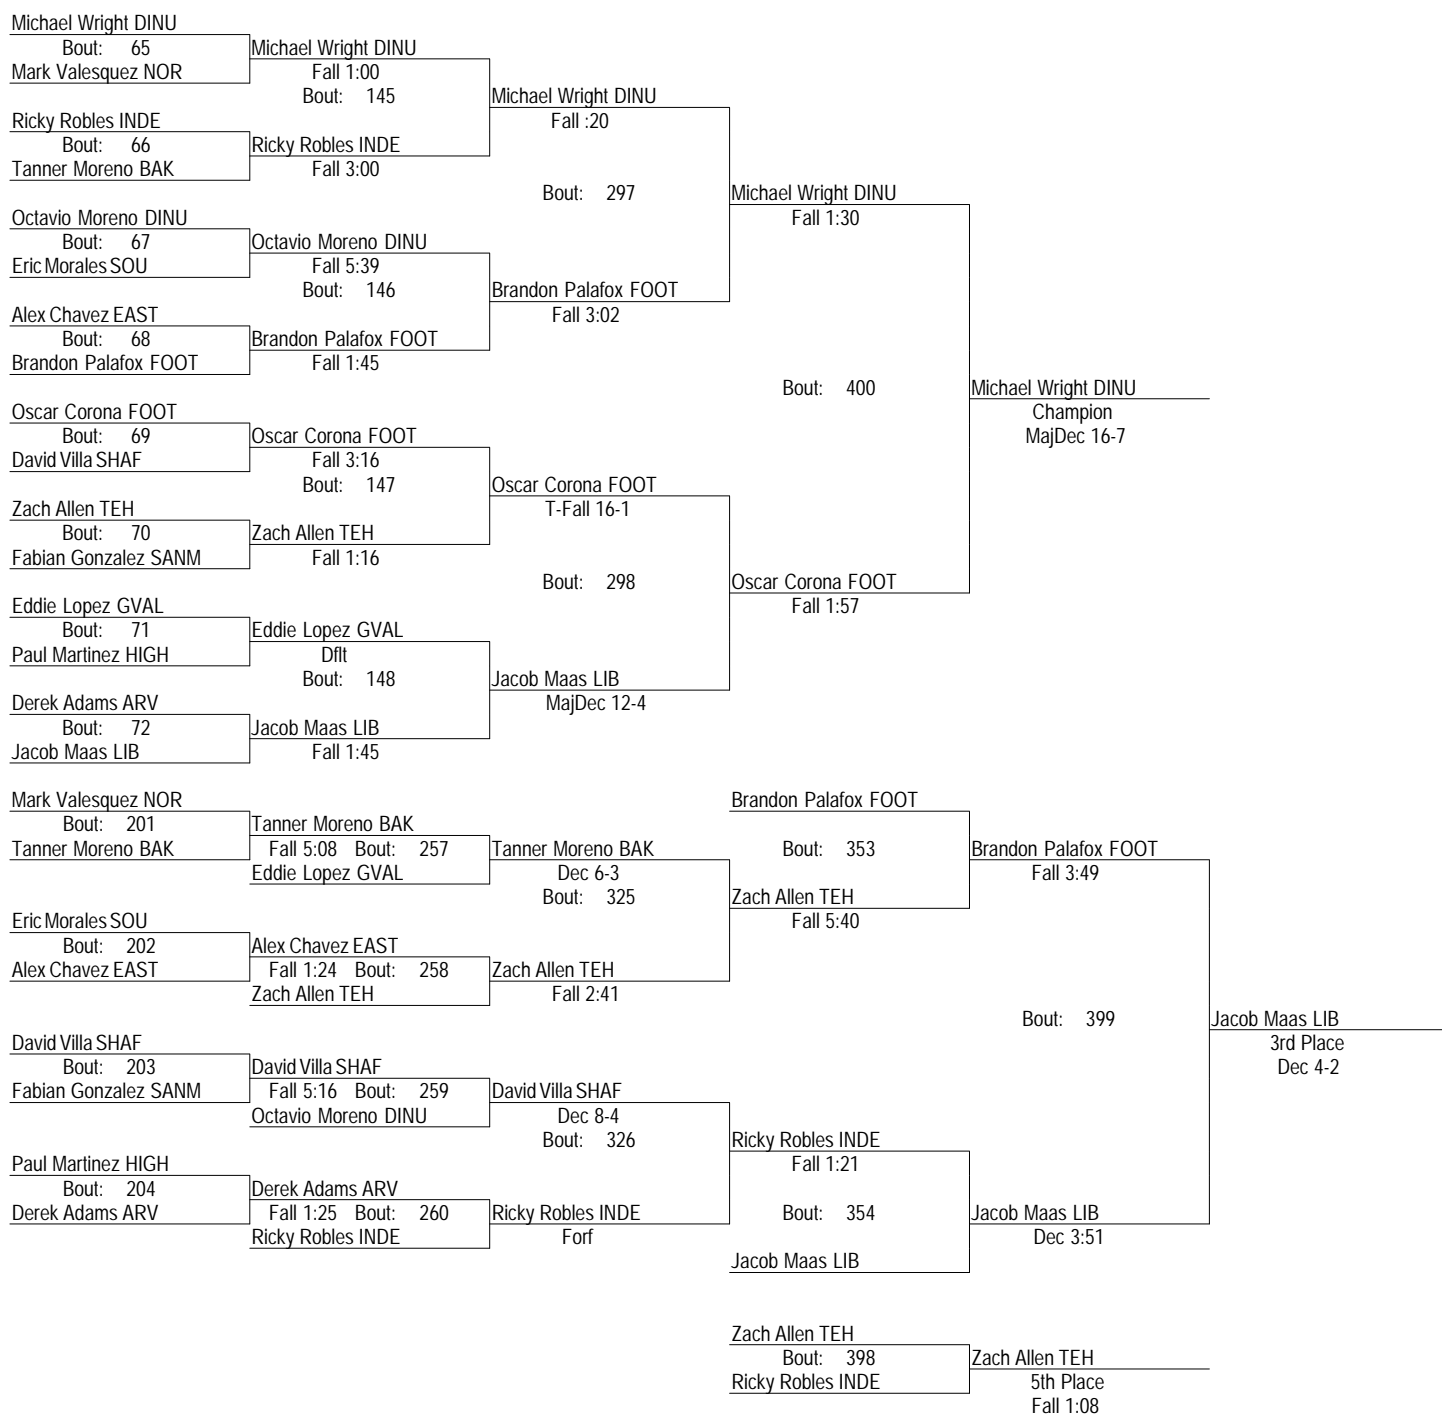 Michael Wright DINU
Bout: 65 Michael Wright DINU
Mark Valesquez NOR Fall 1:00
Bout: 145 Michael Wright DINU
Ricky Robles INDE Fall :20
Bout: 66 Ricky Robles INDE
Tanner Moreno BAK Fall 3:00
Bout: 297 Michael Wright DINU
Octavio Moreno DINU Fall 1:30
Bout: 67 Octavio Moreno DINU
Eric Morales SOU Fall 5:39
Bout: 146 Brandon Palafox FOOT
Alex Chavez EAST Fall 3:02
Bout: 68 Brandon Palafox FOOT
Brandon Palafox FOOT Fall 1:45
Bout: 400 Michael Wright DINU
Oscar Corona FOOT Champion
Bout: 69 Oscar Corona FOOT MajDec 16-7
David Villa SHAF Fall 3:16
Bout: 147 Oscar Corona FOOT
Zach Allen TEH T-Fall 16-1
Bout: 70 Zach Allen TEH
Fabian Gonzalez SANM Fall 1:16
Bout: 298 Oscar Corona FOOT
Eddie Lopez GVAL Fall 1:57
Bout: 71 Eddie Lopez GVAL
Paul Martinez HIGH Dflt
Bout: 148 Jacob Maas LIB
Derek Adams ARV MajDec 12-4
Bout: 72 Jacob Maas LIB
Jacob Maas LIB Fall 1:45
Mark Valesquez NOR Brandon Palafox FOOT
Bout: 201 Tanner Moreno BAK
Tanner Moreno BAK Fall 5:08 Bout: 257 Tanner Moreno BAK Bout: 353 Brandon Palafox FOOT
Eddie Lopez GVAL Dec 6-3 Fall 3:49
Bout: 325 Zach Allen TEH
Eric Morales SOU Fall 5:40
Bout: 202 Alex Chavez EAST
Alex Chavez EAST Fall 1:24 Bout: 258 Zach Allen TEH
Zach Allen TEH Fall 2:41
Bout: 399 Jacob Maas LIB
David Villa SHAF 3rd Place
Bout: 203 David Villa SHAF Dec 4-2
Fabian Gonzalez SANM Fall 5:16 Bout: 259 David Villa SHAF
Octavio Moreno DINU Dec 8-4
Bout: 326 Ricky Robles INDE
Paul Martinez HIGH Fall 1:21
Bout: 204 Derek Adams ARV
Derek Adams ARV Fall 1:25 Bout: 260 Ricky Robles INDE Bout: 354 Jacob Maas LIB
Ricky Robles INDE Forf Dec 3:51
Jacob Maas LIB
Zach Allen TEH
Bout: 398 Zach Allen TEH
Ricky Robles INDE 5th Place
Fall 1:08